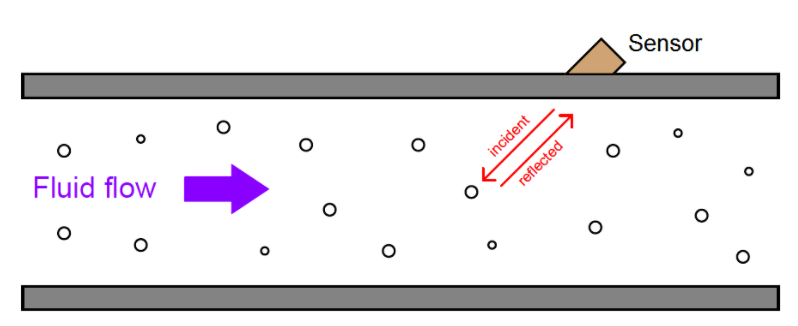 Sensor
incident
reflected
Fluid flow